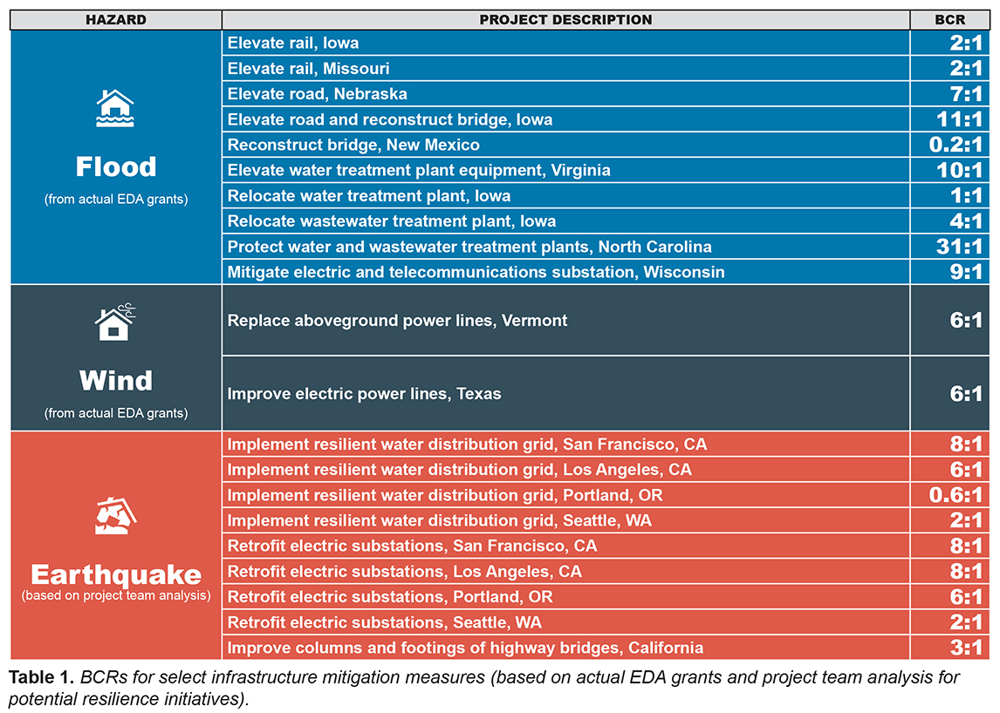 HAZARD PROJECT DESCRIPTION BCR
Flood
(from actual EDA grants)
Elevate rail, Iowa 2:1
Elevate rail, Missouri 2:1
Elevate road, Nebraska 7:1
Elevate road and reconstruct bridge, Iowa 11:1
Reconstruct bridge, New Mexico 0.2:1
Elevate water treatment plant equipment, Virginia 10:1
Relocate water treatment plant, Iowa 1:1
Relocate wastewater treatment plant, Iowa 4:1
Protect water and wastewater treatment plants, North Carolina 31:1
Mitigate electric and telecommunications substation, Wisconsin 9:1
Wind
(from actual EDA grants)
Replace aboveground power lines, Vermont 6:1
Improve electric power lines, Texas 6:1
Earthquake
(based on project team analysis)
Implement resilient water distribution grid, San Francisco, CA 8:1
Implement resilient water distribution grid, Los Angeles, CA 6:1
Implement resilient water distribution grid, Portland, OR 0.6:1
Implement resilient water distribution grid, Seattle, WA 2:1
Retrofit electric substations, San Francisco, CA 8:1
Retrofit electric substations, Los Angeles, CA 8:1
Retrofit electric substations, Portland, OR 6:1
Retrofit electric substations, Seattle, WA 2:1
Improve columns and footings of highway bridges, California 3:1
Table 1. BCRs for select infrastructure mitigation measures (based on actual EDA grants and project team analysis for
potential resilience initiatives).